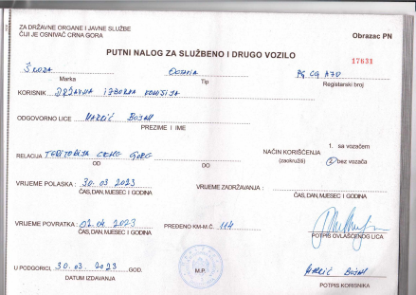 ZA DRŽAVNE ORGANE I JAVNE SLUŽBE
ČIJI JE OSNIVAČ CRNA GORA
Obrazac PN
PUTNI NALOG ZA SLUŽBENO I DRUGO VOZILO
17631
Škoda Octavia PG CG
Marka Tip Registarski broj
KORISNIK DRŽAVNA IZBORNA KOMISIJA
ODGOVORNO LICE Bojan
PREZIME I IME
RELACIJA TERITORIJA CRNE GORE
OD DO
NAČIN KORIŠĆENJA
(zaokružiti)
1. sa vozačem
2 bez vozača
VRIJEME POLASKA : 30. 03 2023
ČAS,DAN,MJESEC I GODINA
VRIJEME ZADRŽAVANJA :
ČAS,DAN,MJESEC I GODINA
VRIJEME POVRATKA : 02. 04 2023
ČAS, DAN, MJESEC I GODINA
PREĐENO KM-M:Č. 114
POTPIS OVLAŠĆENOG LICA
U PODGORICI, 30. 03. 2023 .GOD.
DATUM IZDAVANJA
M.P.
Bojan
POTPIS KORISNIKA